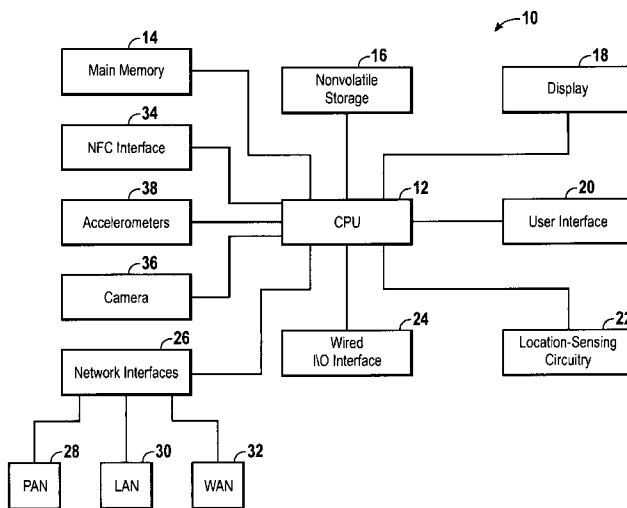 10
14
Main Memory
16
Nonvolatile
Storage
18
Display
34
NFC Interface
12
CPU
20
User Interface
38
Accelerometers
36
Camera
26
Network Interfaces
24
Wired
I\O Interface
22
Location-Sensing
Circuitry
28
PAN
30
LAN
32
WAN